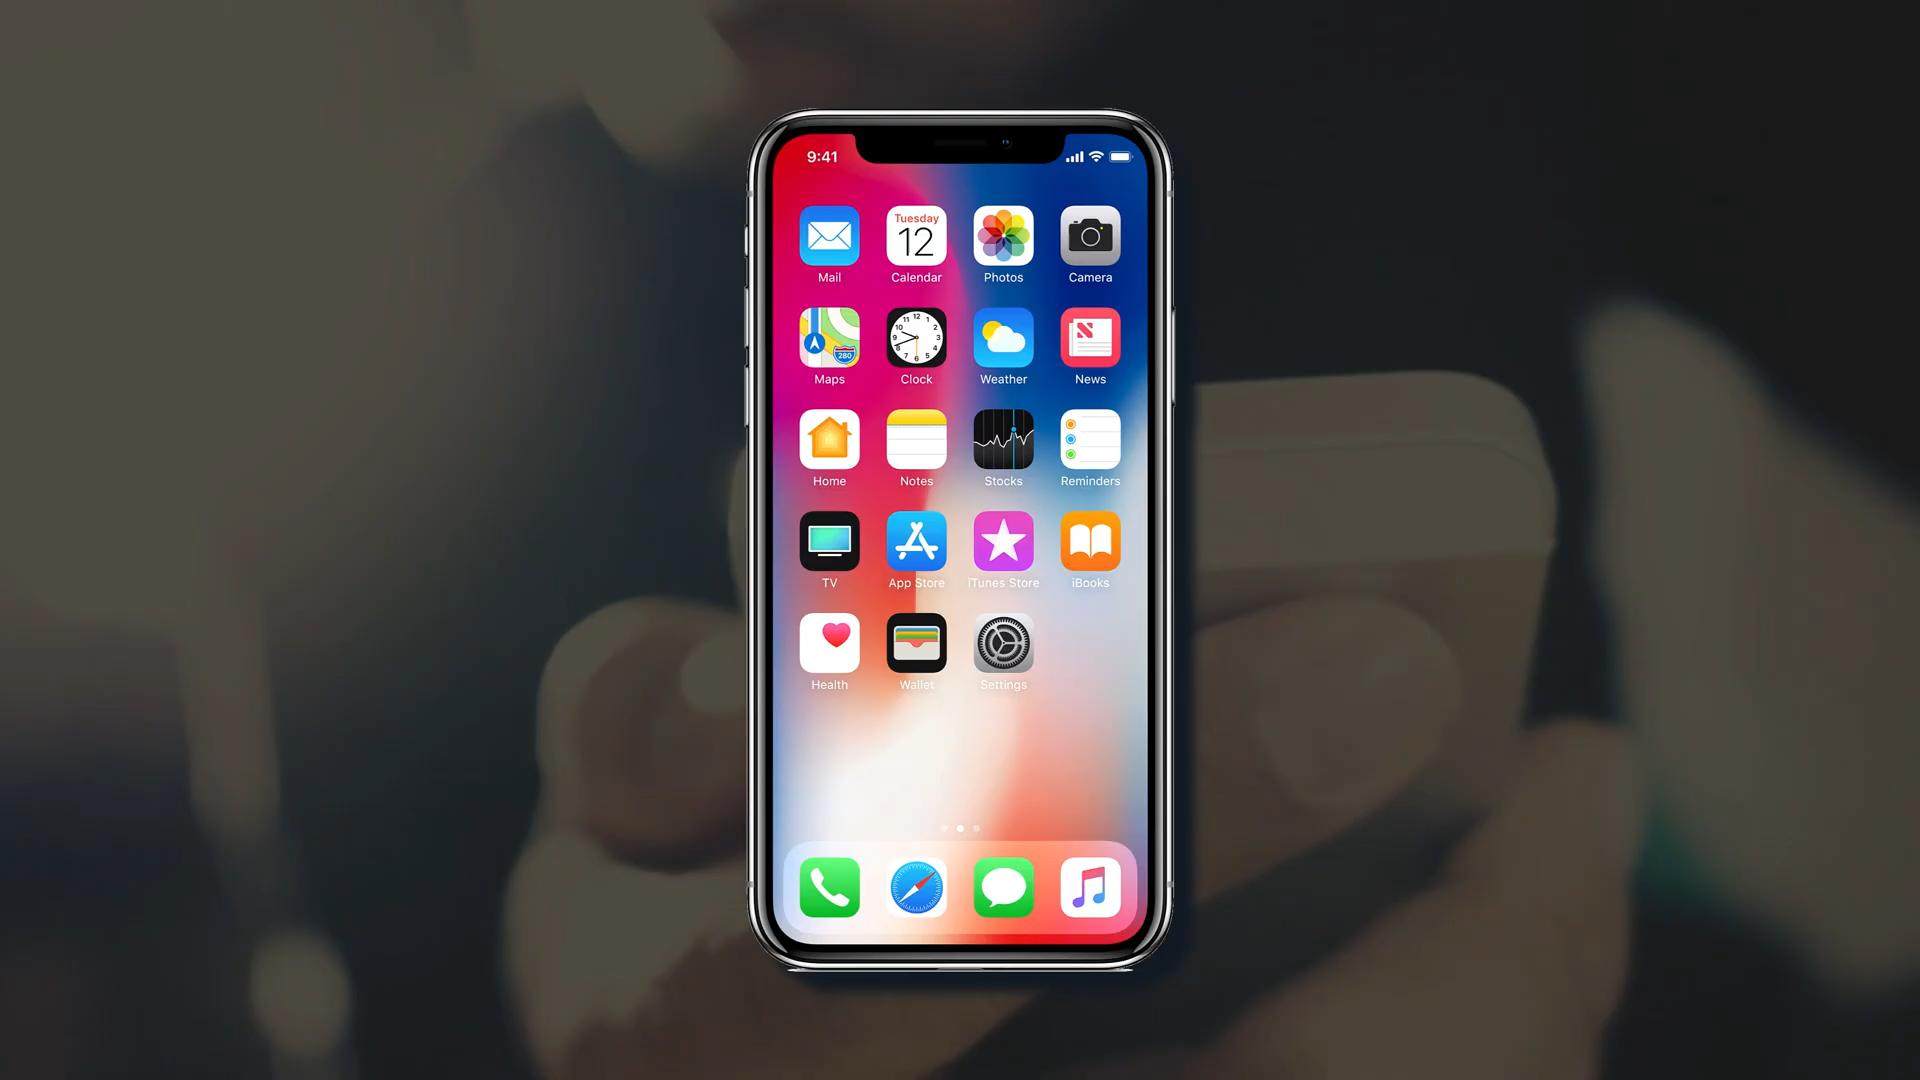 9:41
Tuesday
12
Mail
Calendar
Photos
Camera
280
Maps
Clock
Weather
News
Home
Notes
Stocks
Reminders
TV
App Store
iTunes Store
iBooks
Health
Wallet
Settings